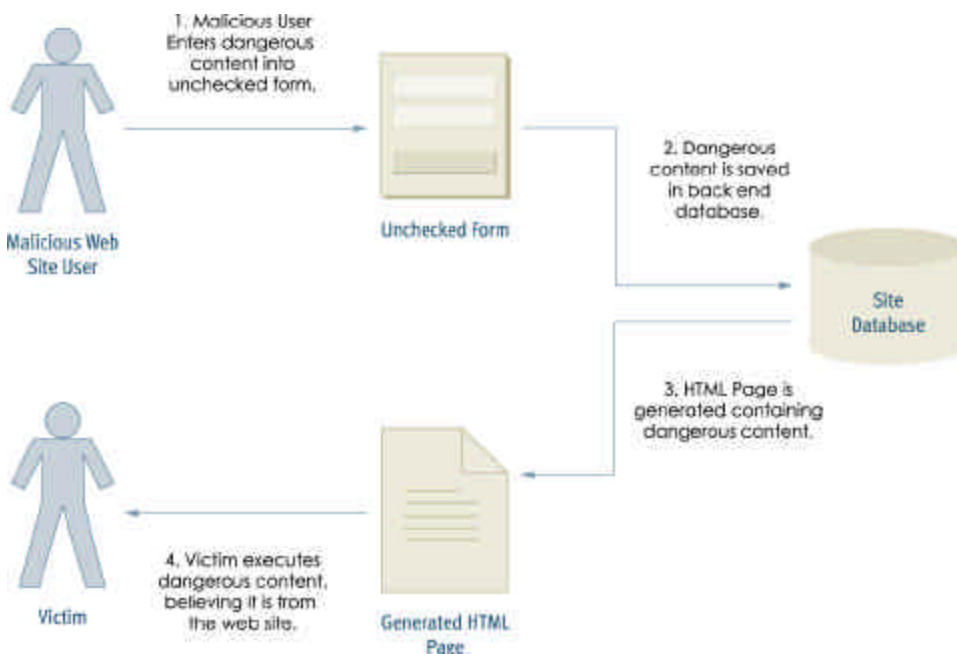 1. Malicious User
Enters dangerous
content into
unchecked form.
Malicious Web
Site User
Unchecked Form
2. Dangerous
content is saved
in back end
database.
Site
Database
3. HTML Page is
generated containing
dangerous content.
Generated HTML
Page
4. Victim executes
dangerous content,
believing it is from
the web site.
Victim